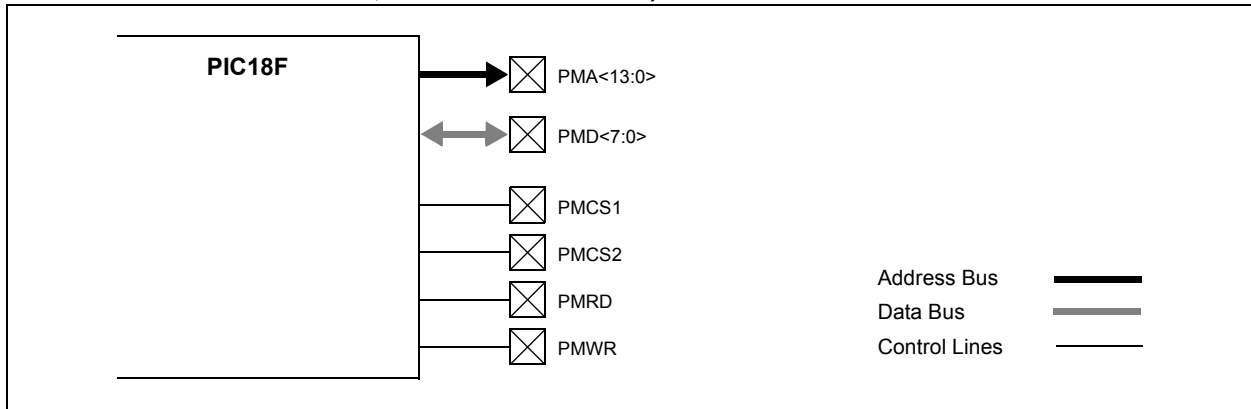 PIC18F
PMA<13:0>
PMD<7:0>
PMCS1
PMCS2
PMRD
PMWR
Address Bus
Data Bus
Control Lines